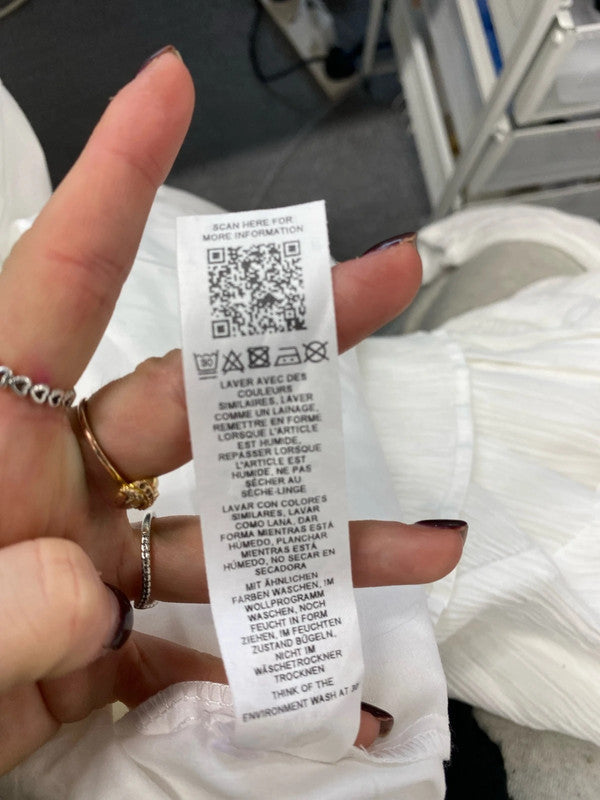 SCAN HERE FOR
MORE INFORMATION
30
LAVER AVEC DES
COULEURS
SIMILAIRES, LAVER
COMME UN LAINAGE,
REMETTRE EN FORME
LORSQUE L'ARTICLE
EST HUMIDE,
REPASSER LORSQUE
L'ARTICLE EST
HUMIDE, NE PAS
SÉCHER AU
SÈCHE-LINGE
LAVAR CON COLORES
SIMILARES, LAVAR
COMO LANA, DAR
FORMA MIENTRAS ESTÁ
HÚMEDO, PLANCHAR
MIENTRAS ESTÁ
HÚMEDO, NO SECAR EN
SECADORA
MIT ÄHNLICHEN
FARBEN WASCHEN, IM
WOLLPROGRAMM
WASCHEN, NOCH
FEUCHT IN FORM
ZIEHEN, IM FEUCHTEN
ZUSTAND BÜGELN,
NICHT IM
WÄSCHETROCKNER
TROCKNEN
THINK OF THE
ENVIRONMENT WASH AT 30°